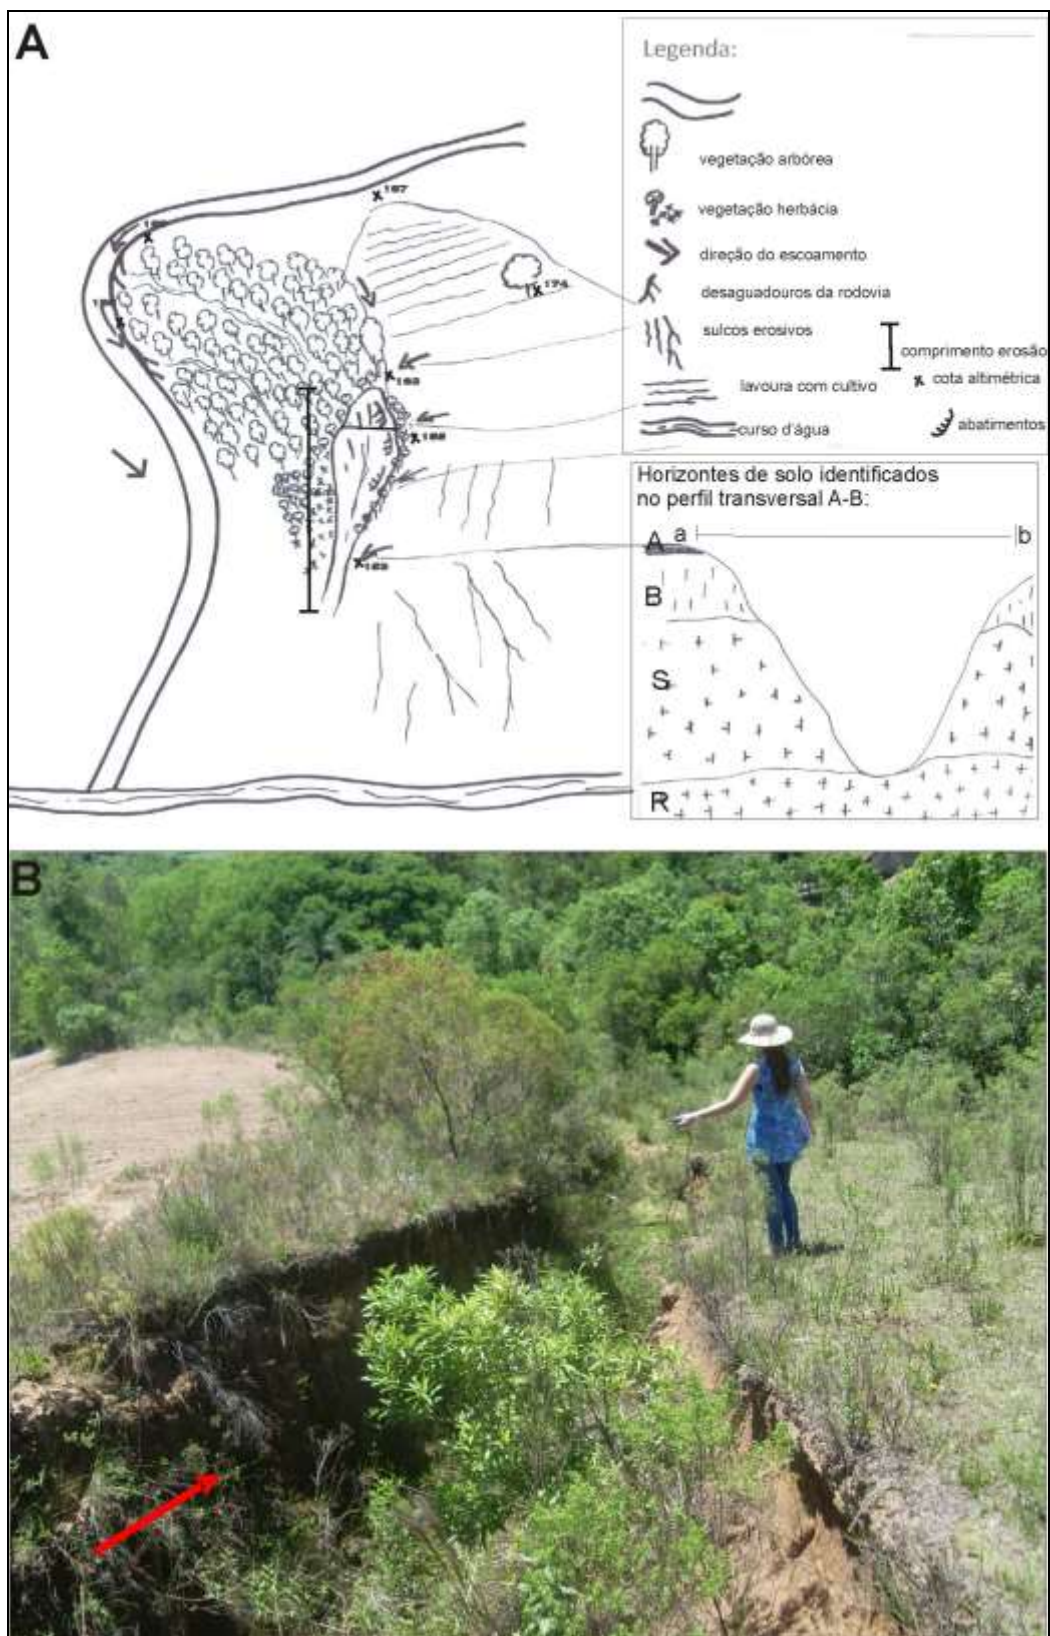 A
Legenda:
vegetação arbórea
vegetação herbácia
direção do escoamento
desaguadouros da rodovia
sulcos erosivos
comprimento erosão
lavoura com cultivo
cota altimétrica
curso d'água
abatimentos
197
174
Horizontes de solo identificados
no perfil transversal A-B:
A
a
b
B
S
R
B